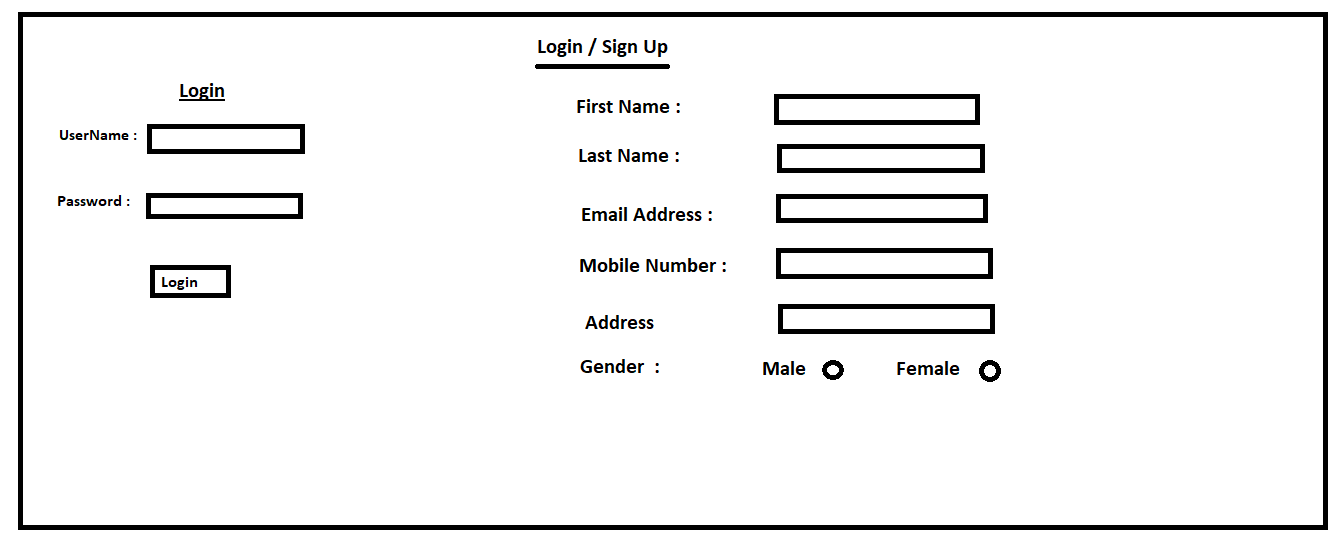 Login / Sign Up
Login
UserName :
Password :
Login
First Name :
Last Name :
Email Address :
Mobile Number :
Address
Gender  :  Male  Female